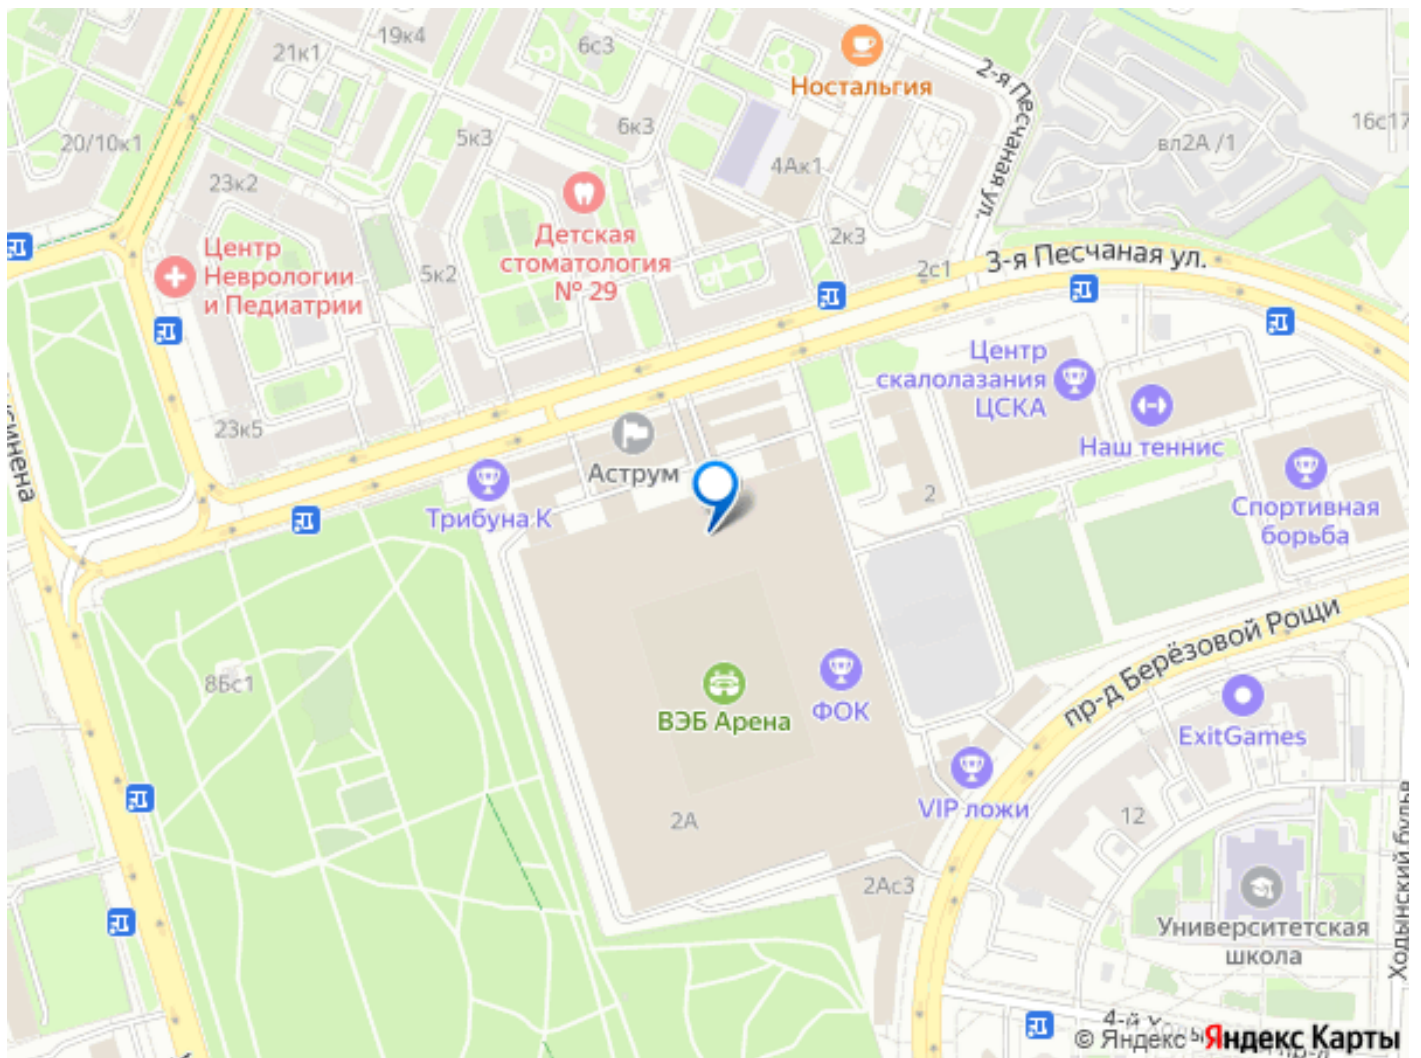 19к4
21к1
6с3
Ностальгия
2-я Песчаная ул.
16с17
20/10к1
5к3
6к3
4Ак1
вл2А /1
23к2
Детская
стоматология
№ 29
Центр
Неврологии
и Педиатрии
5к2
2к3
2с1
3-я Песчаная ул.
Центр
скалолазания
ЦСКА
Наш теннис
23к5
Аструм
Трибуна К
2
Спортивная
борьба
пр-д Берёзовой Рощи
8Бс1
ВЭБ Арена
ФОК
ExitGames
VIP ложи
2А
12
2Ас3
Университетская
школа
Ходынский бульв
4-й
© Яндекс Яндекс Карты